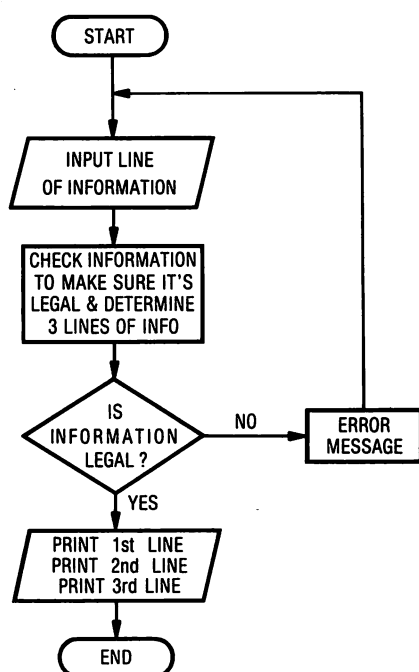 START
INPUT LINE
OF INFORMATION
CHECK INFORMATION
TO MAKE SURE IT'S
LEGAL & DETERMINE
3 LINES OF INFO
IS
INFORMATION
LEGAL ?
NO
ERROR
MESSAGE
YES
PRINT 1st LINE
PRINT 2nd LINE
PRINT 3rd LINE
END